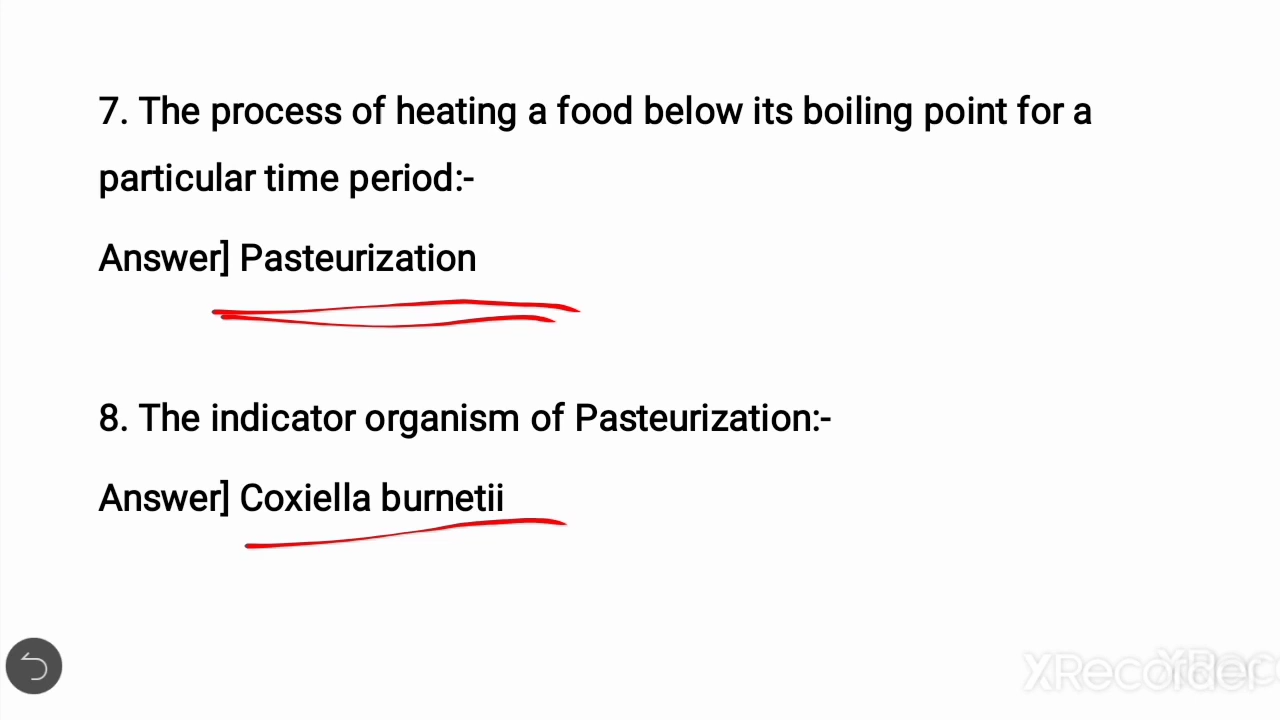 7. The process of heating a food below its boiling point for a
particular time period:-
Answer] Pasteurization
8. The indicator organism of Pasteurization:-
Answer] Coxiella burnetii
XRecorder